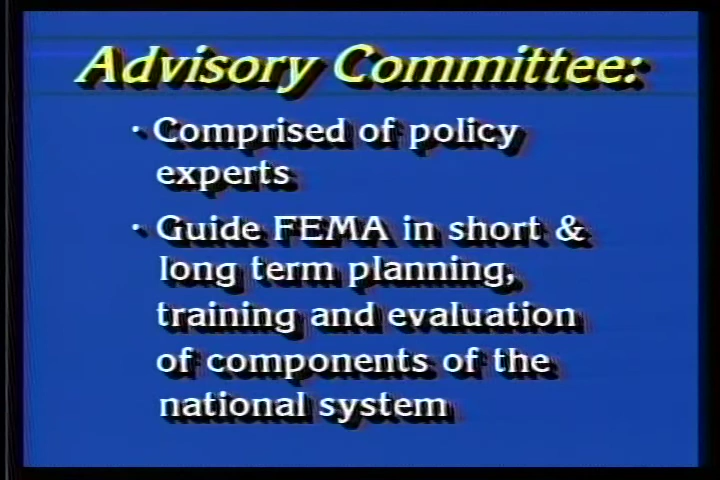 Advisory Committee:
· Comprised of policy
experts
· Guide FEMA in short &
long term planning,
training and evaluation
of components of the
national system